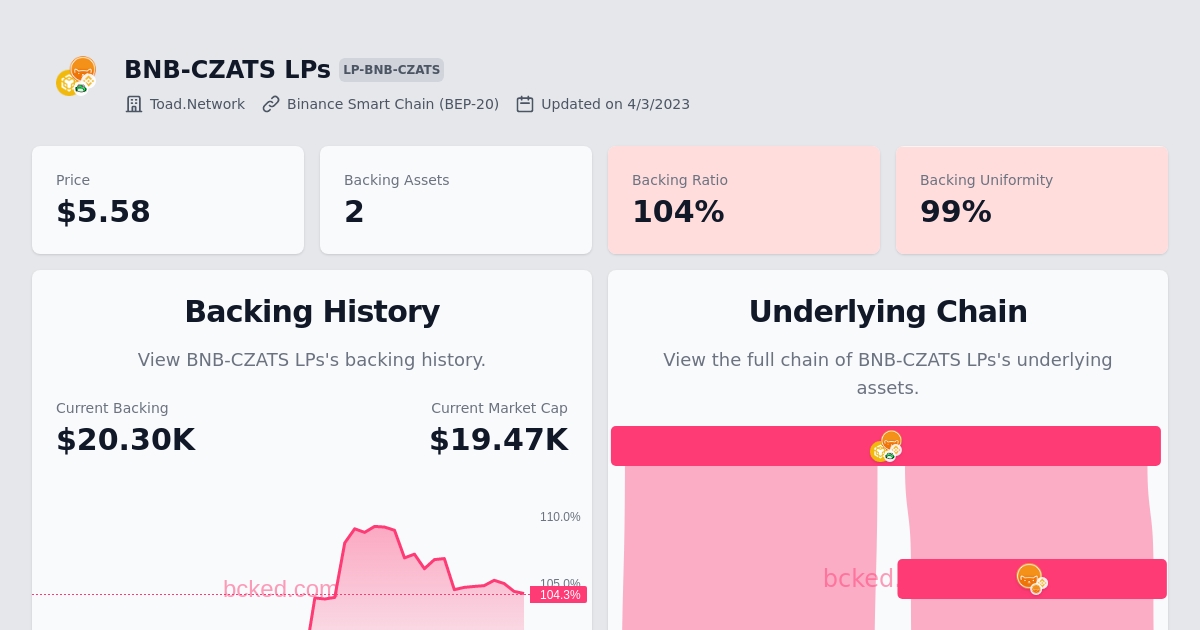 BNB-CZATS LPs LP-BNB-CZATS
Toad.Network Binance Smart Chain (BEP-20) Updated on 4/3/2023
Price
$5.58
Backing Assets
2
Backing Ratio
104%
Backing Uniformity
99%
Backing History
View BNB-CZATS LPs's backing history.
Current Backing
$20.30K
Current Market Cap
$19.47K
110.0%
105.0%
104.3%
bcked.com
Underlying Chain
View the full chain of BNB-CZATS LPs's underlying
assets.
bcked.